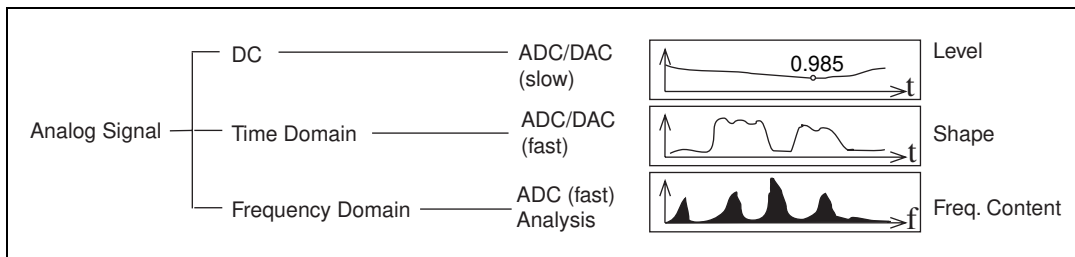 DC
ADC/DAC
(slow)
0.985
t
Level
Analog Signal
Time Domain
ADC/DAC
(fast)
t
Shape
Frequency Domain
ADC (fast)
Analysis
f
Freq. Content